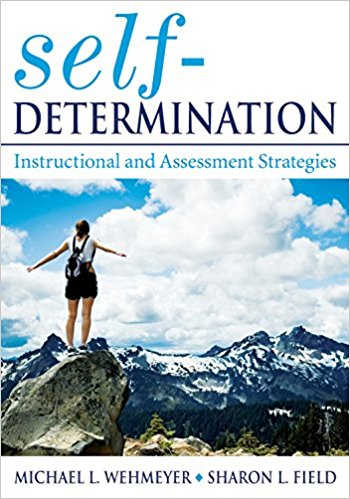 self-
DETERMINATION
Instructional and Assessment Strategies
MICHAEL L. WEHMEYER ♦ SHARON L. FIELD